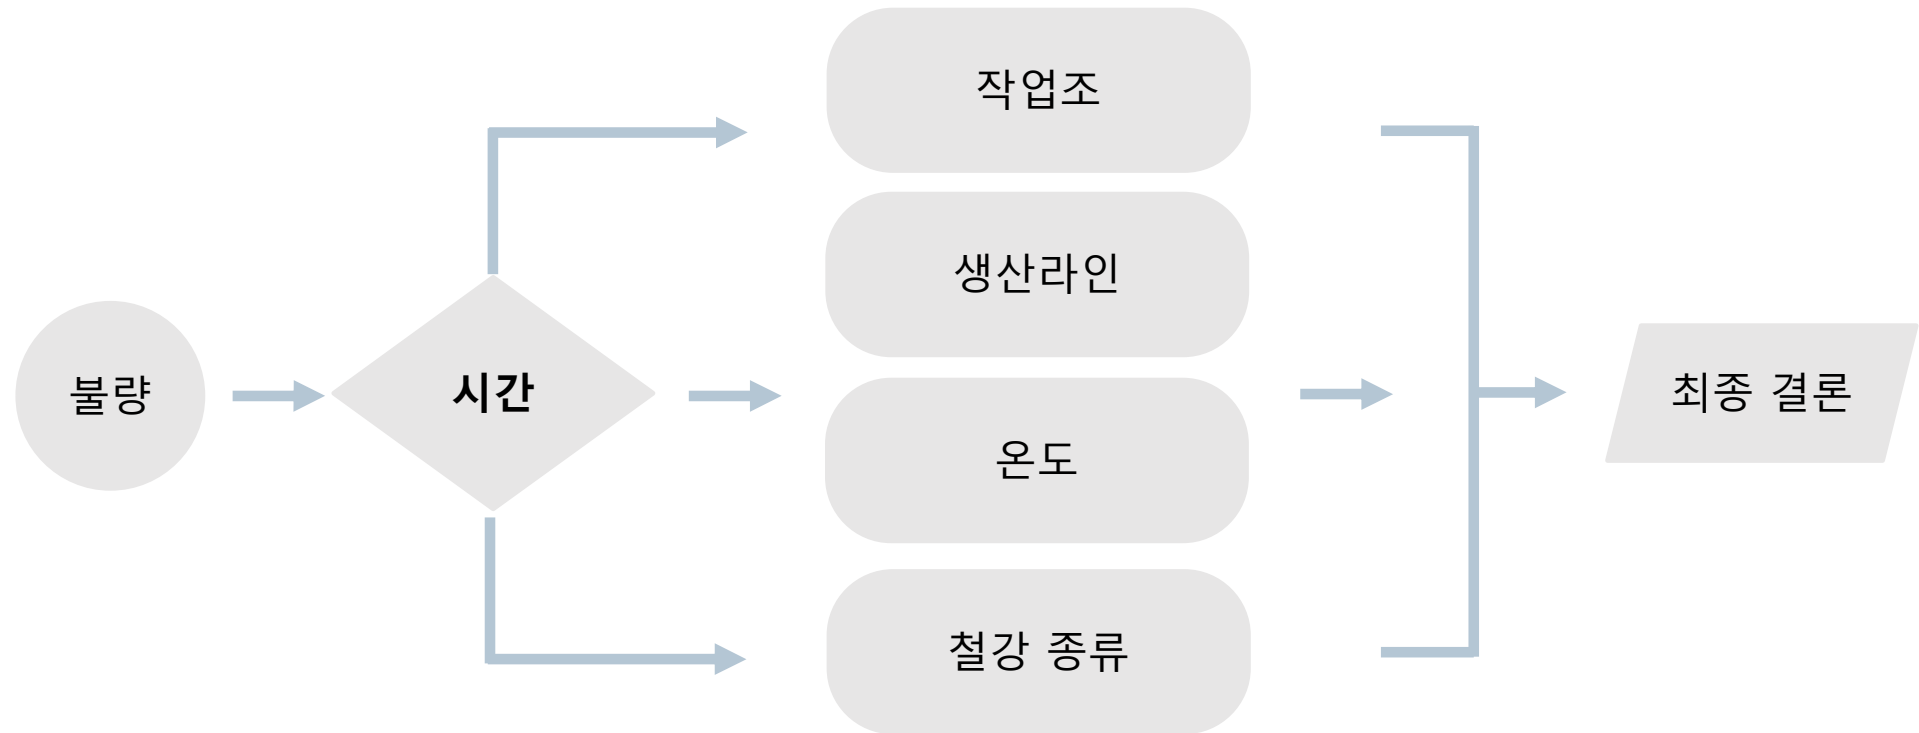 불량
시간
작업조
생산라인
온도
철강 종류
최종 결론